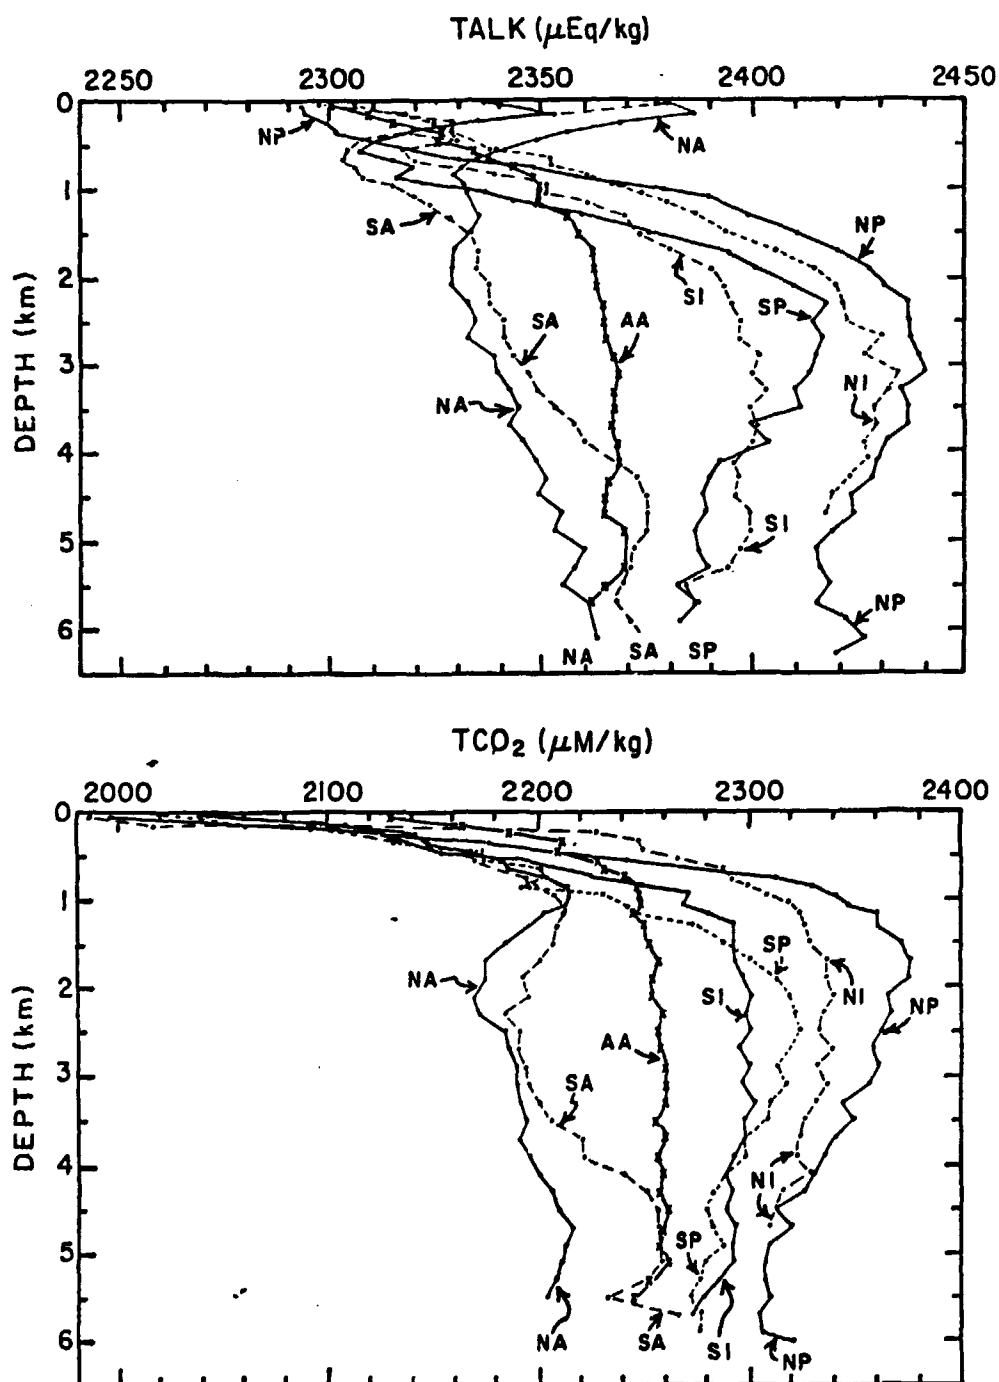 TALK (μEq/kg)
2250 2300 2350 2400 2450
0
NP
NA
1
SA
NP
2
SI
SP
SA
AA
DEPTH (km)
3
NA
NI
4
5
SI
NP
6
NA
SA
SP
TCO₂ (μM/kg)
2000 2100 2200 2300 2400
0
1
SP
NA
2
SI
NI
NP
AA
DEPTH (km)
3
SA
4
NI
5
SP
6
NA
SA
SI
NP